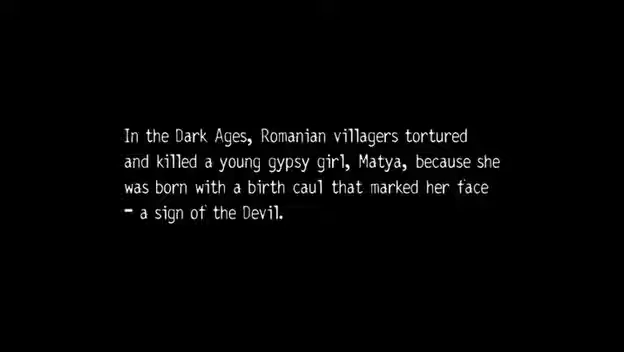 In the Dark Ages, Romanian villagers tortured
and killed a young gypsy girl, Matya, because she
was born with a birth caul that marked her face
- a sign of the Devil.